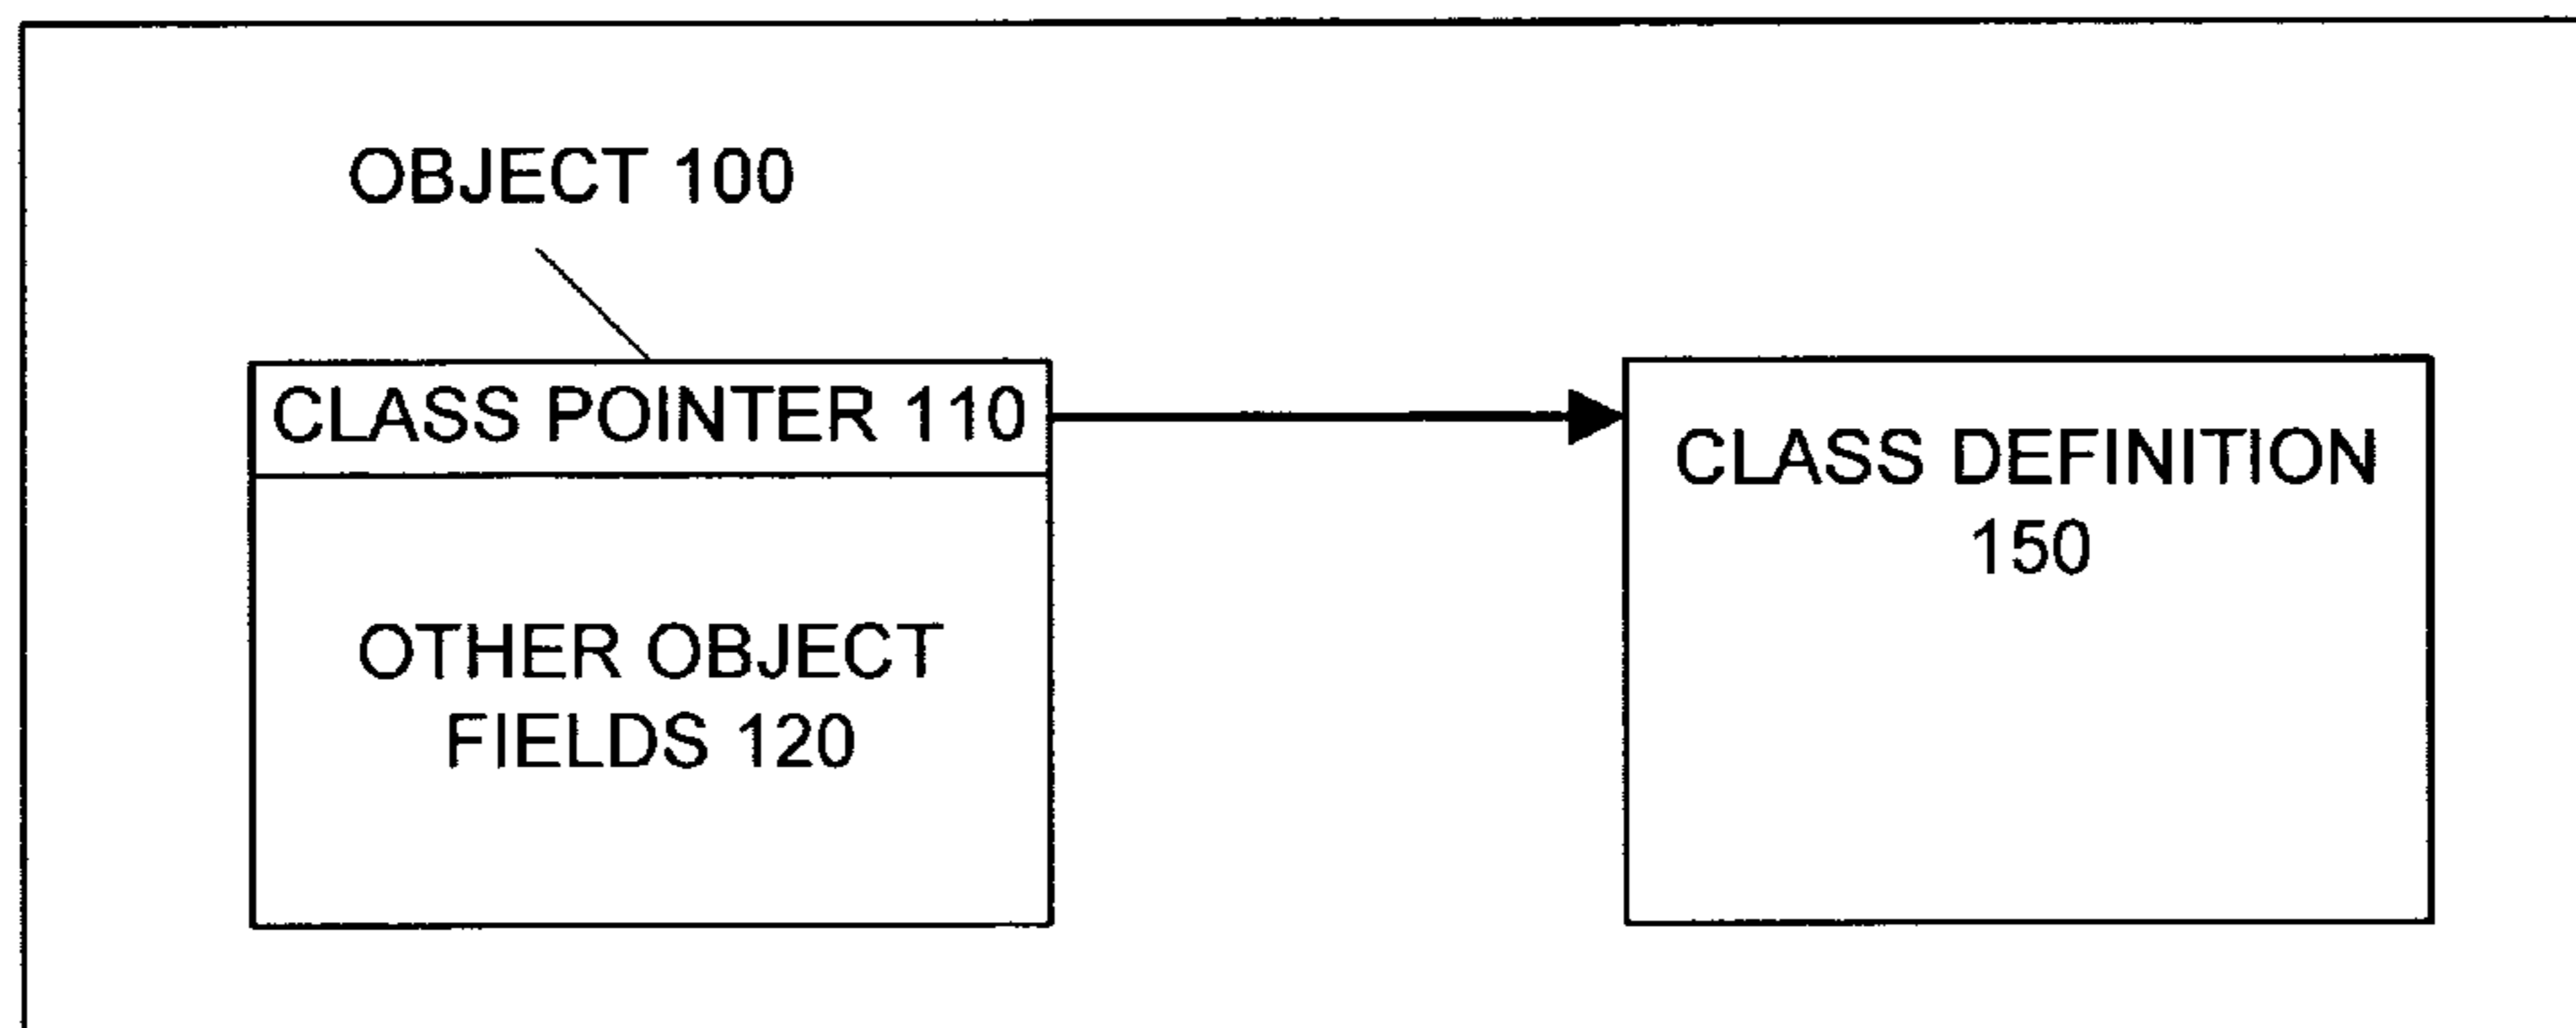 OBJECT 100
CLASS POINTER 110
OTHER OBJECT
FIELDS 120
CLASS DEFINITION
150